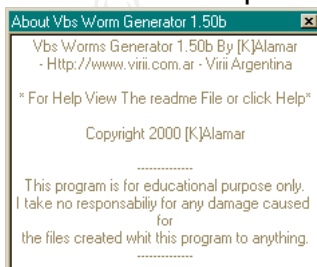 About Vbs Worm Generator 1.50b
Vbs Worms Generator 1.50b By [K]Alamar
- Http://www.virii.com.ar - Virii Argentina
* For Help View The readme File or click Help*
Copyright 2000 [K]Alamar
-------------
This program is for educational purpose only.
I take no responsabiliy for any damage caused
for
the files created whit this program to anything.
-------------